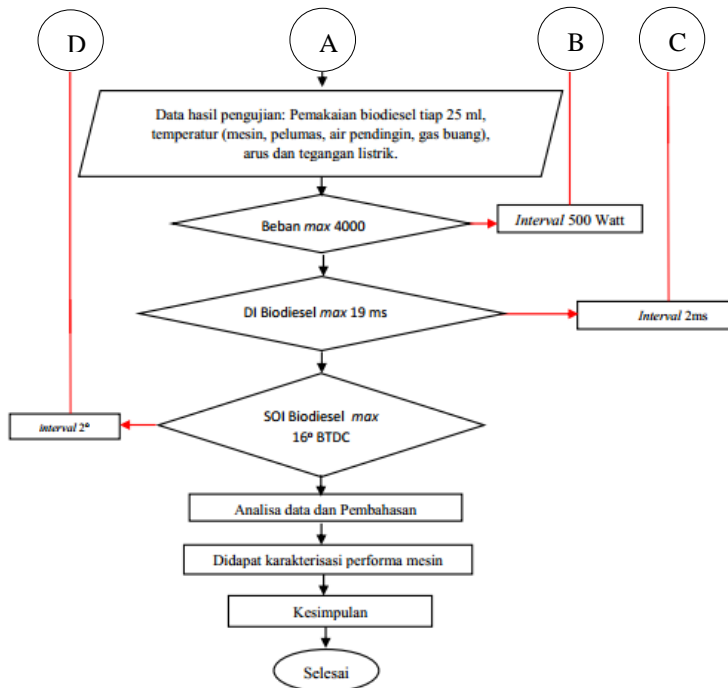 D
A
B
C
Data hasil pengujian: Pemakaian biodiesel tiap 25 ml,
temperatur (mesin, pelumas, air pendingin, gas buang),
arus dan tegangan listrik.
Beban max 4000
Interval 500 Watt
DI Biodiesel max 19 ms
Interval 2ms
SOI Biodiesel max
16º BTDC
interval 2º
Analisa data dan Pembahasan
Didapat karakterisasi performa mesin
Kesimpulan
Selesai